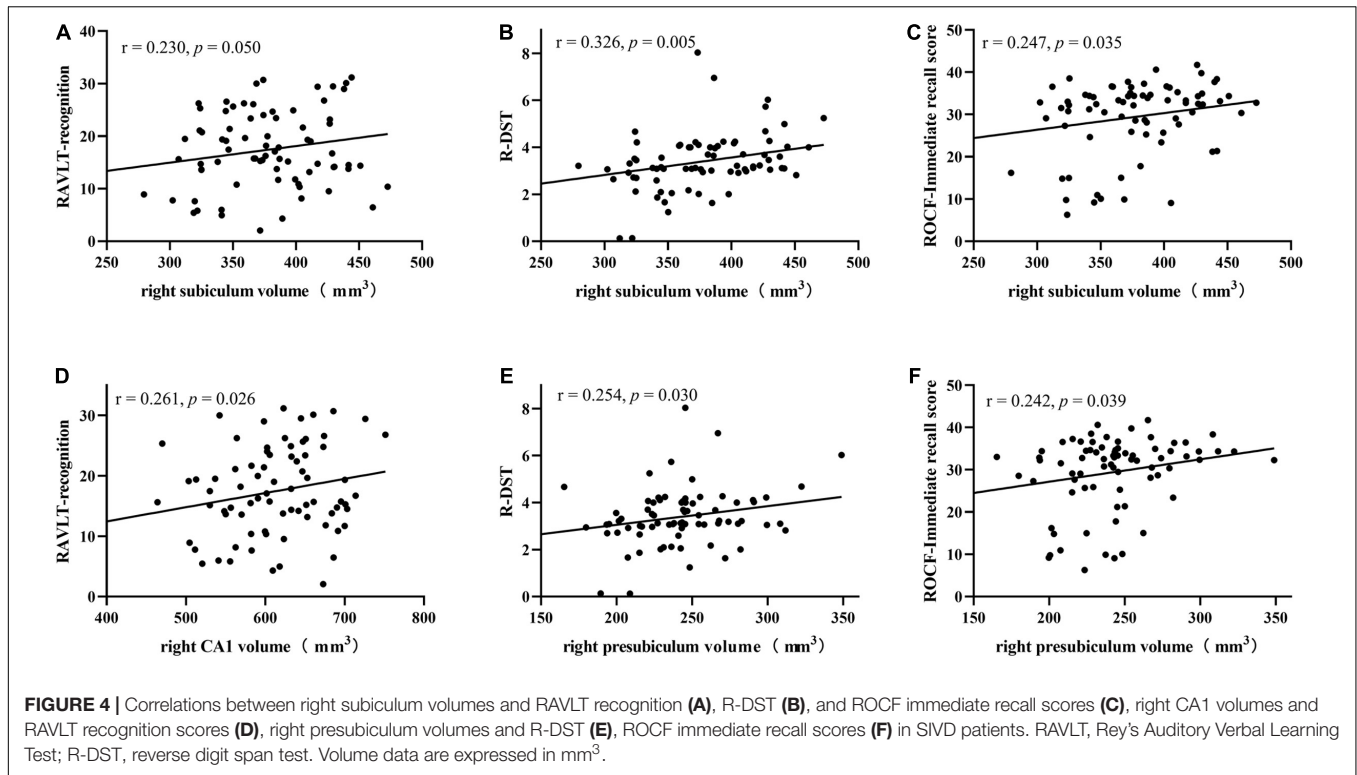 A
r = 0.230, p = 0.050
RAVLT-recognition
40
30
20
10
0
250 300 350 400 450 500
right subiculum volume ( mm³)
B
r = 0.326, p = 0.005
R-DST
8
6
4
2
0
250 300 350 400 450 500
right subiculum volume ( mm³)
C
r = 0.247, p = 0.035
ROCF-Immediate recall score
50
40
30
20
10
0
250 300 350 400 450 500
right subiculum volume ( mm³)
D
r = 0.261, p = 0.026
RAVLT-recognition
30
20
10
0
400 500 600 700 800
right CA1 volume ( mm³)
E
r = 0.254, p = 0.030
R-DST
8
6
4
2
0
150 200 250 300 350
right presubiculum volume ( mm³)
F
r = 0.242, p = 0.039
ROCF-Immediate recall score
50
40
30
20
10
0
150 200 250 300 350
right presubiculum volume ( mm³)
FIGURE 4 | Correlations between right subiculum volumes and RAVLT recognition (A), R-DST (B), and ROCF immediate recall scores (C), right CA1 volumes and
RAVLT recognition scores (D), right presubiculum volumes and R-DST (E), ROCF immediate recall scores (F) in SIVD patients. RAVLT, Rey's Auditory Verbal Learning
Test; R-DST, reverse digit span test. Volume data are expressed in mm³.